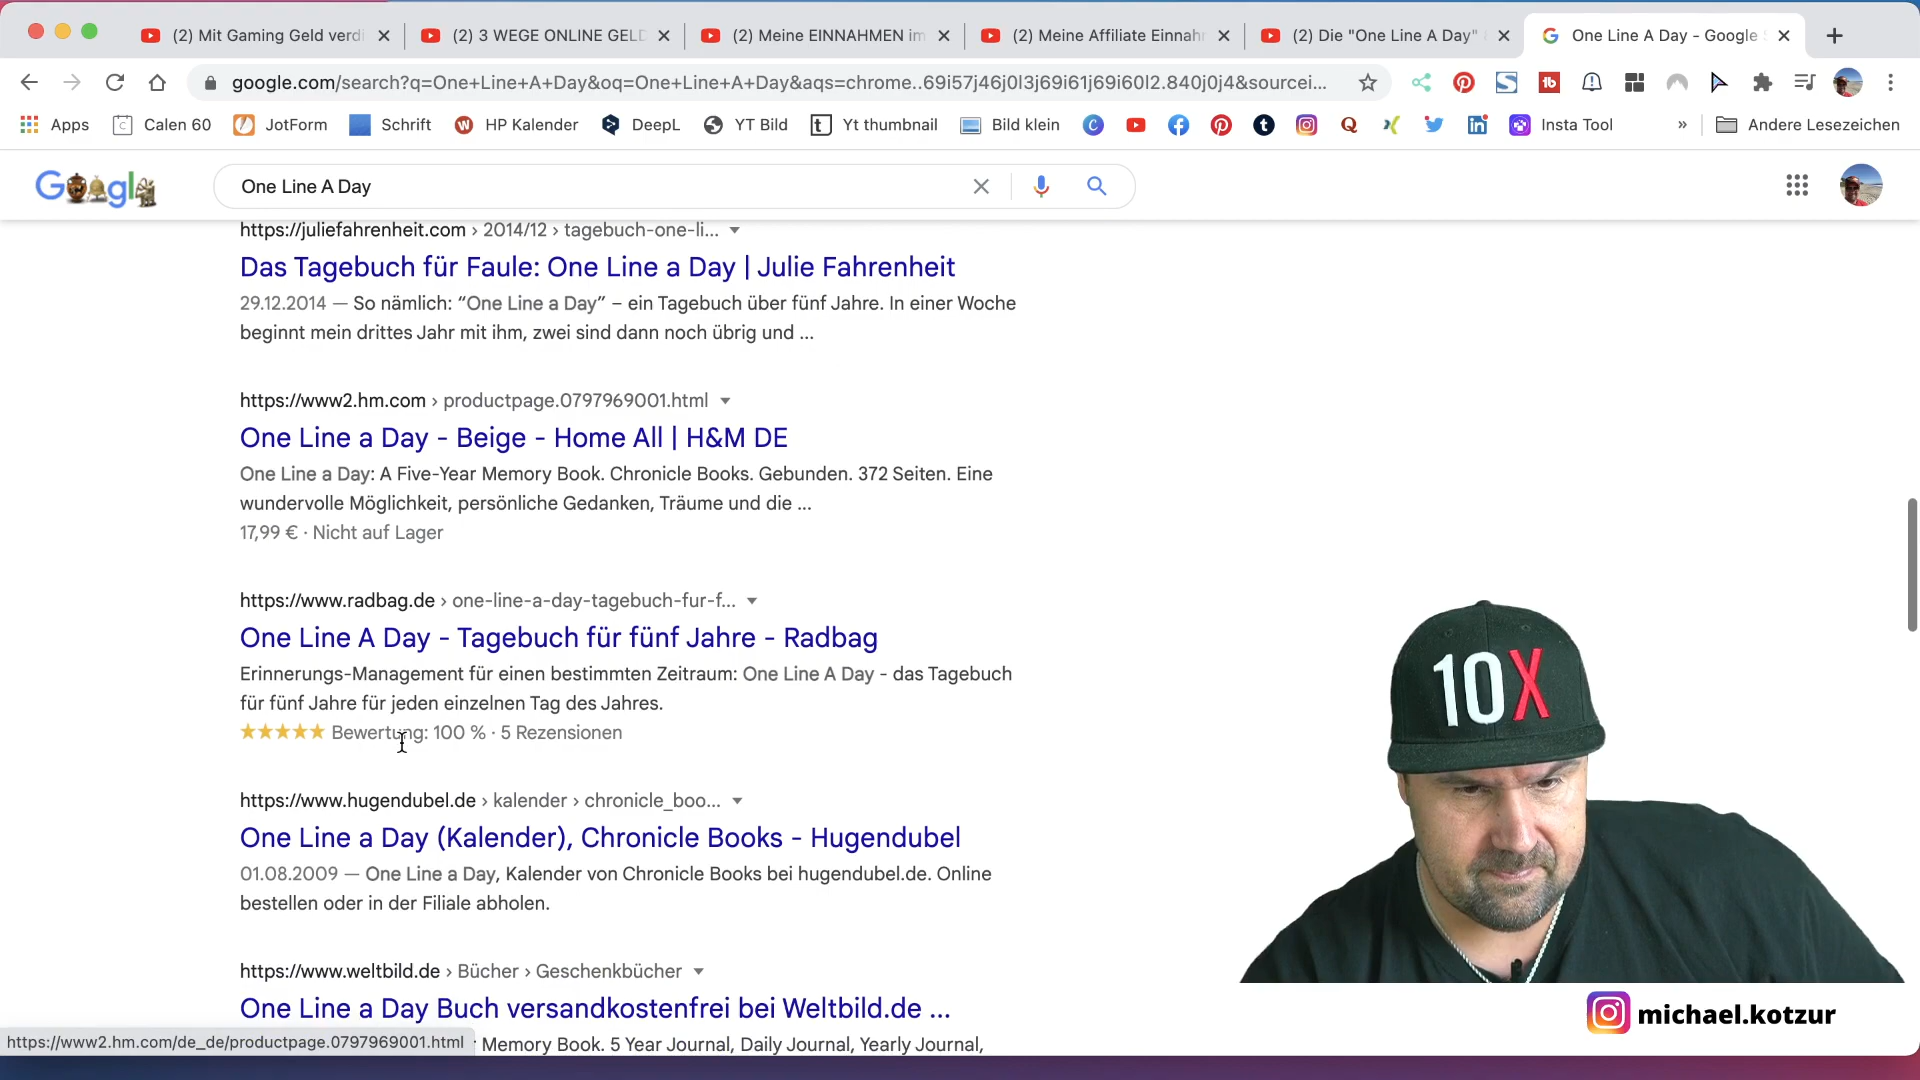 (2) Mit Gaming Geld verdi
(2) 3 WEGE ONLINE GELD
(2) Meine EINNAHMEN im
(2) Meine Affiliate Einnahm
(2) Die "One Line A Day"
One Line A Day - Google
google.com/search?q=One+Line+A+Day&oq=One+Line+A+Day&aqs=chrome..69i57j46j0l3j69i61j69i60l2.840j0j4&sourcei...
Apps
Calen 60
JotForm
Schrift
HP Kalender
DeepL
YT Bild
Yt thumbnail
Bild klein
Insta Tool
»
Andere Lesezeichen
One Line A Day
https://juliefahrenheit.com › 2014/12 › tagebuch-one-li...
Das Tagebuch für Faule: One Line a Day | Julie Fahrenheit
29.12.2014 — So nämlich: “One Line a Day” – ein Tagebuch über fünf Jahre. In einer Woche
beginnt mein drittes Jahr mit ihm, zwei sind dann noch übrig und ...
https://www2.hm.com › productpage.0797969001.html
One Line a Day - Beige - Home All | H&M DE
One Line a Day: A Five-Year Memory Book. Chronicle Books. Gebunden. 372 Seiten. Eine
wundervolle Möglichkeit, persönliche Gedanken, Träume und die ...
17,99 € · Nicht auf Lager
https://www.radbag.de › one-line-a-day-tagebuch-fur-f...
One Line A Day - Tagebuch für fünf Jahre - Radbag
Erinnerungs-Management für einen bestimmten Zeitraum: One Line A Day - das Tagebuch
für fünf Jahre für jeden einzelnen Tag des Jahres.
Bewertung: 100 % · 5 Rezensionen
https://www.hugendubel.de › kalender › chronicle_boo...
One Line a Day (Kalender), Chronicle Books - Hugendubel
01.08.2009 — One Line a Day, Kalender von Chronicle Books bei hugendubel.de. Online
bestellen oder in der Filiale abholen.
https://www.weltbild.de › Bücher › Geschenkbücher
One Line a Day Buch versandkostenfrei bei Weltbild.de ...
Memory Book. 5 Year Journal, Daily Journal, Yearly Journal,
https://www2.hm.com/de_de/productpage.0797969001.html
10X
michael.kotzur